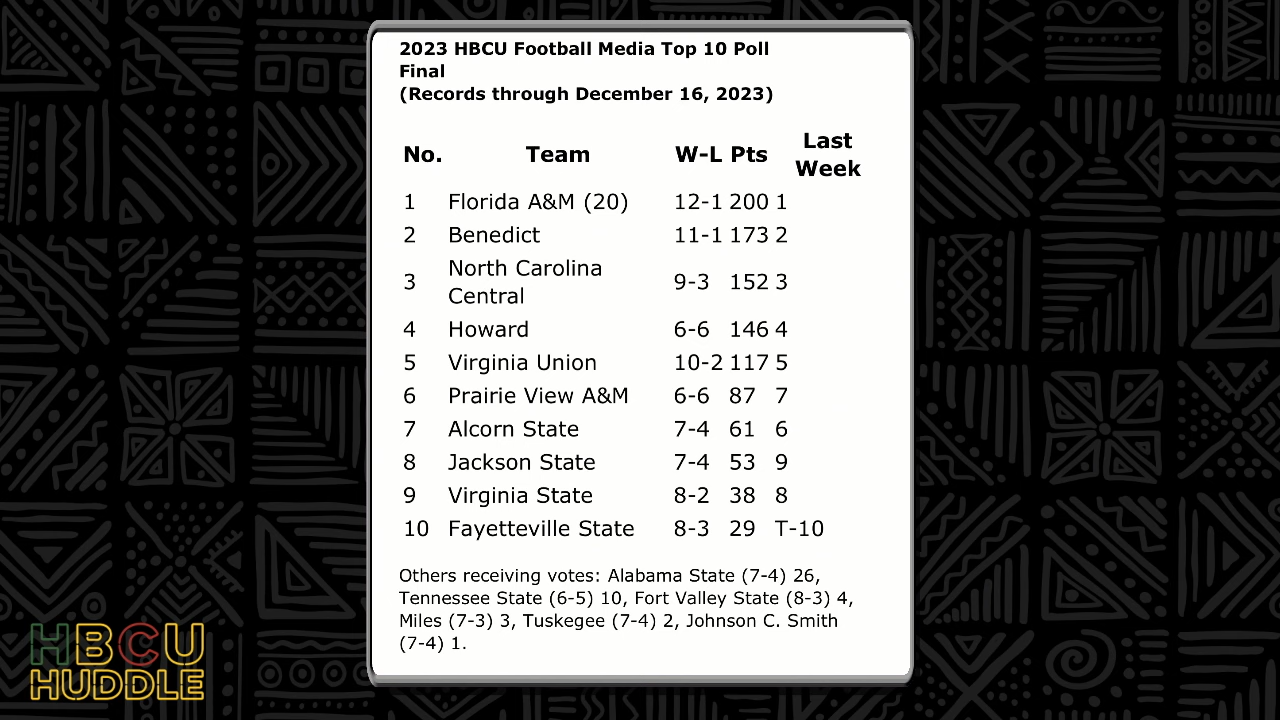 2023 HBCU Football Media Top 10 Poll
Final
(Records through December 16, 2023)
No. Team W-L Pts Last Week
1 Florida A&M (20) 12-1 200 1
2 Benedict 11-1 173 2
3 North Carolina Central 9-3 152 3
4 Howard 6-6 146 4
5 Virginia Union 10-2 117 5
6 Prairie View A&M 6-6 87 7
7 Alcorn State 7-4 61 6
8 Jackson State 7-4 53 9
9 Virginia State 8-2 38 8
10 Fayetteville State 8-3 29 T-10
Others receiving votes: Alabama State (7-4) 26,
Tennessee State (6-5) 10, Fort Valley State (8-3) 4,
Miles (7-3) 3, Tuskegee (7-4) 2, Johnson C. Smith
(7-4) 1.
HBCU
HUDDLE